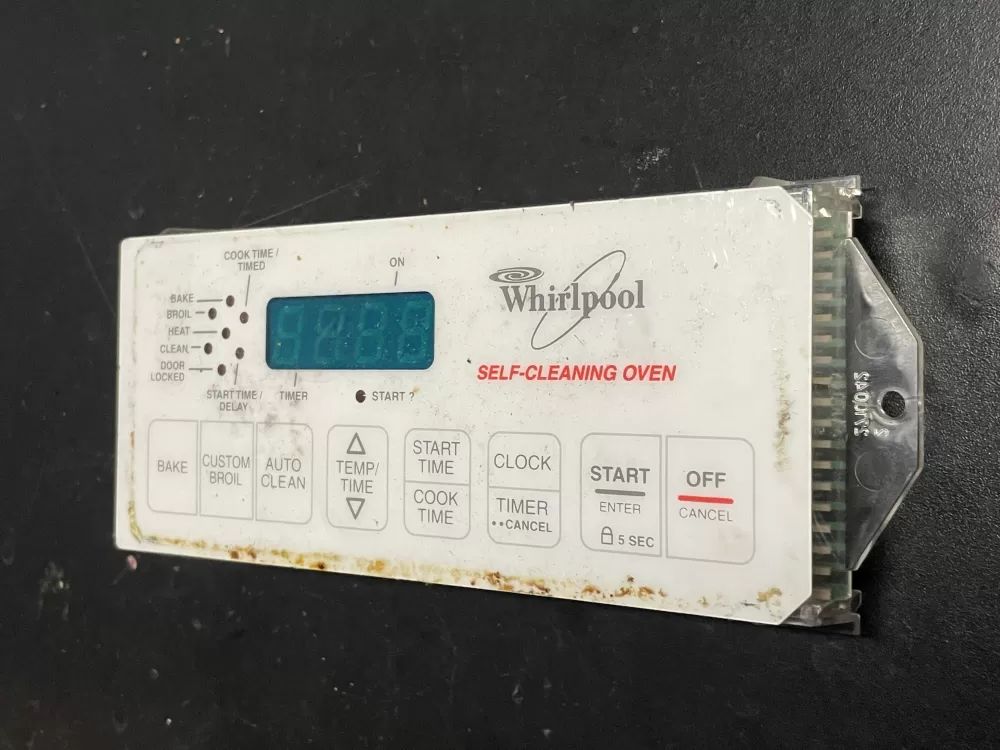 COOK TIME /
TIMED
ON
BAKE
BROIL
HEAT
CLEAN
DOOR
LOCKED
START TIME /
DELAY
TIMER
START ?
Whirlpool
SELF-CLEANING OVEN
BAKE
CUSTOM
BROIL
AUTO
CLEAN
TEMP/
TIME
START
TIME
COOK
TIME
CLOCK
TIMER
••CANCEL
START
ENTER
5 SEC
OFF
CANCEL